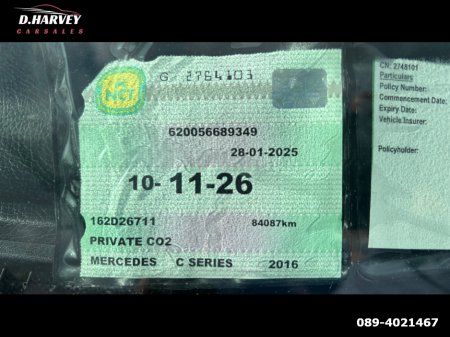 D.HARVEY
CARSALES
G 2764103
620056689349
28-01-2025
10- 11-26
162D26711 84087km
PRIVATE CO2
MERCEDES C SERIES 2016
CN: 2748101
Particulars
Policy Number:
Commencement Date:
Expiry Date:
Vehicle Insurer:
Policyholder:
089-4021467